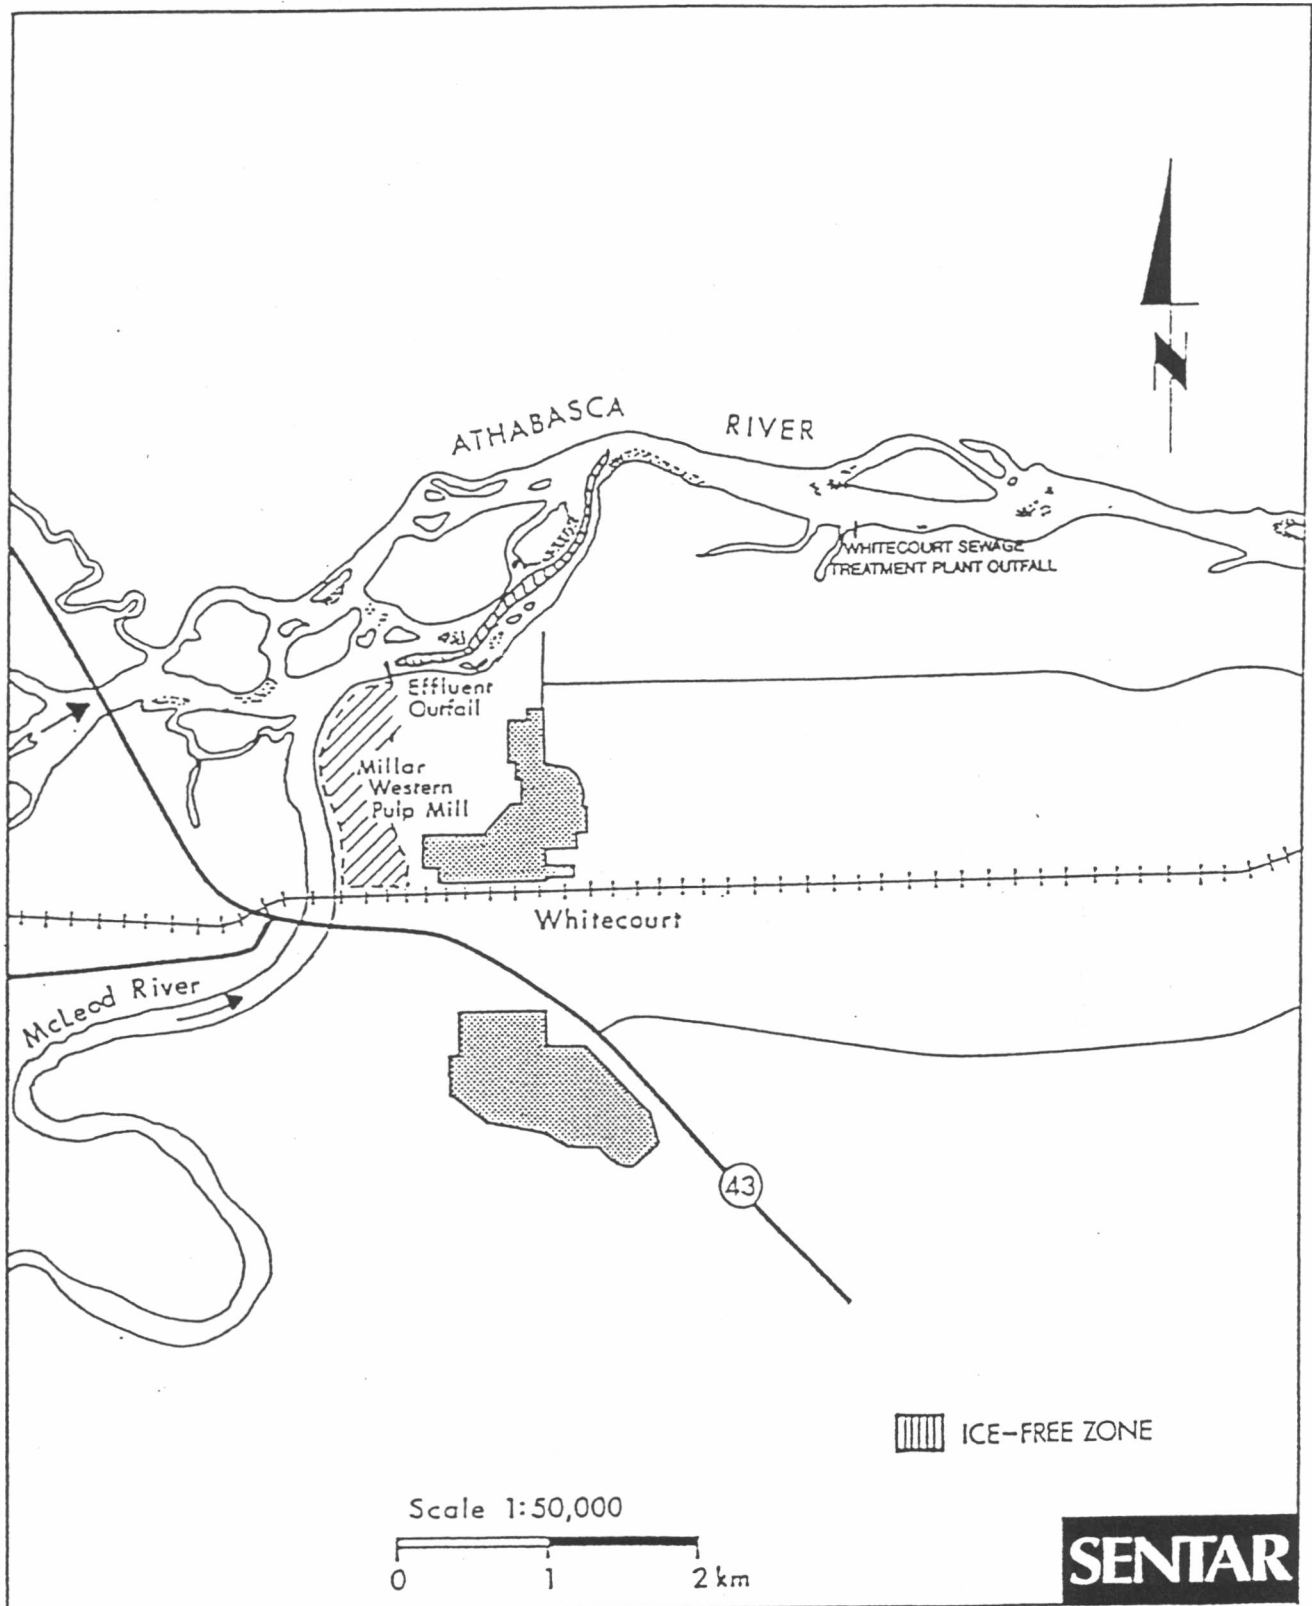 ATHABASCA RIVER
N
WHITECOURT SEWAGE
TREATMENT PLANT OUTFALL
Effluent
Outfall
Millar
Western
Pulp Mill
Whitecourt
McLeod River
43
ICE-FREE ZONE
Scale 1:50,000
0 1 2 km
SENTAR